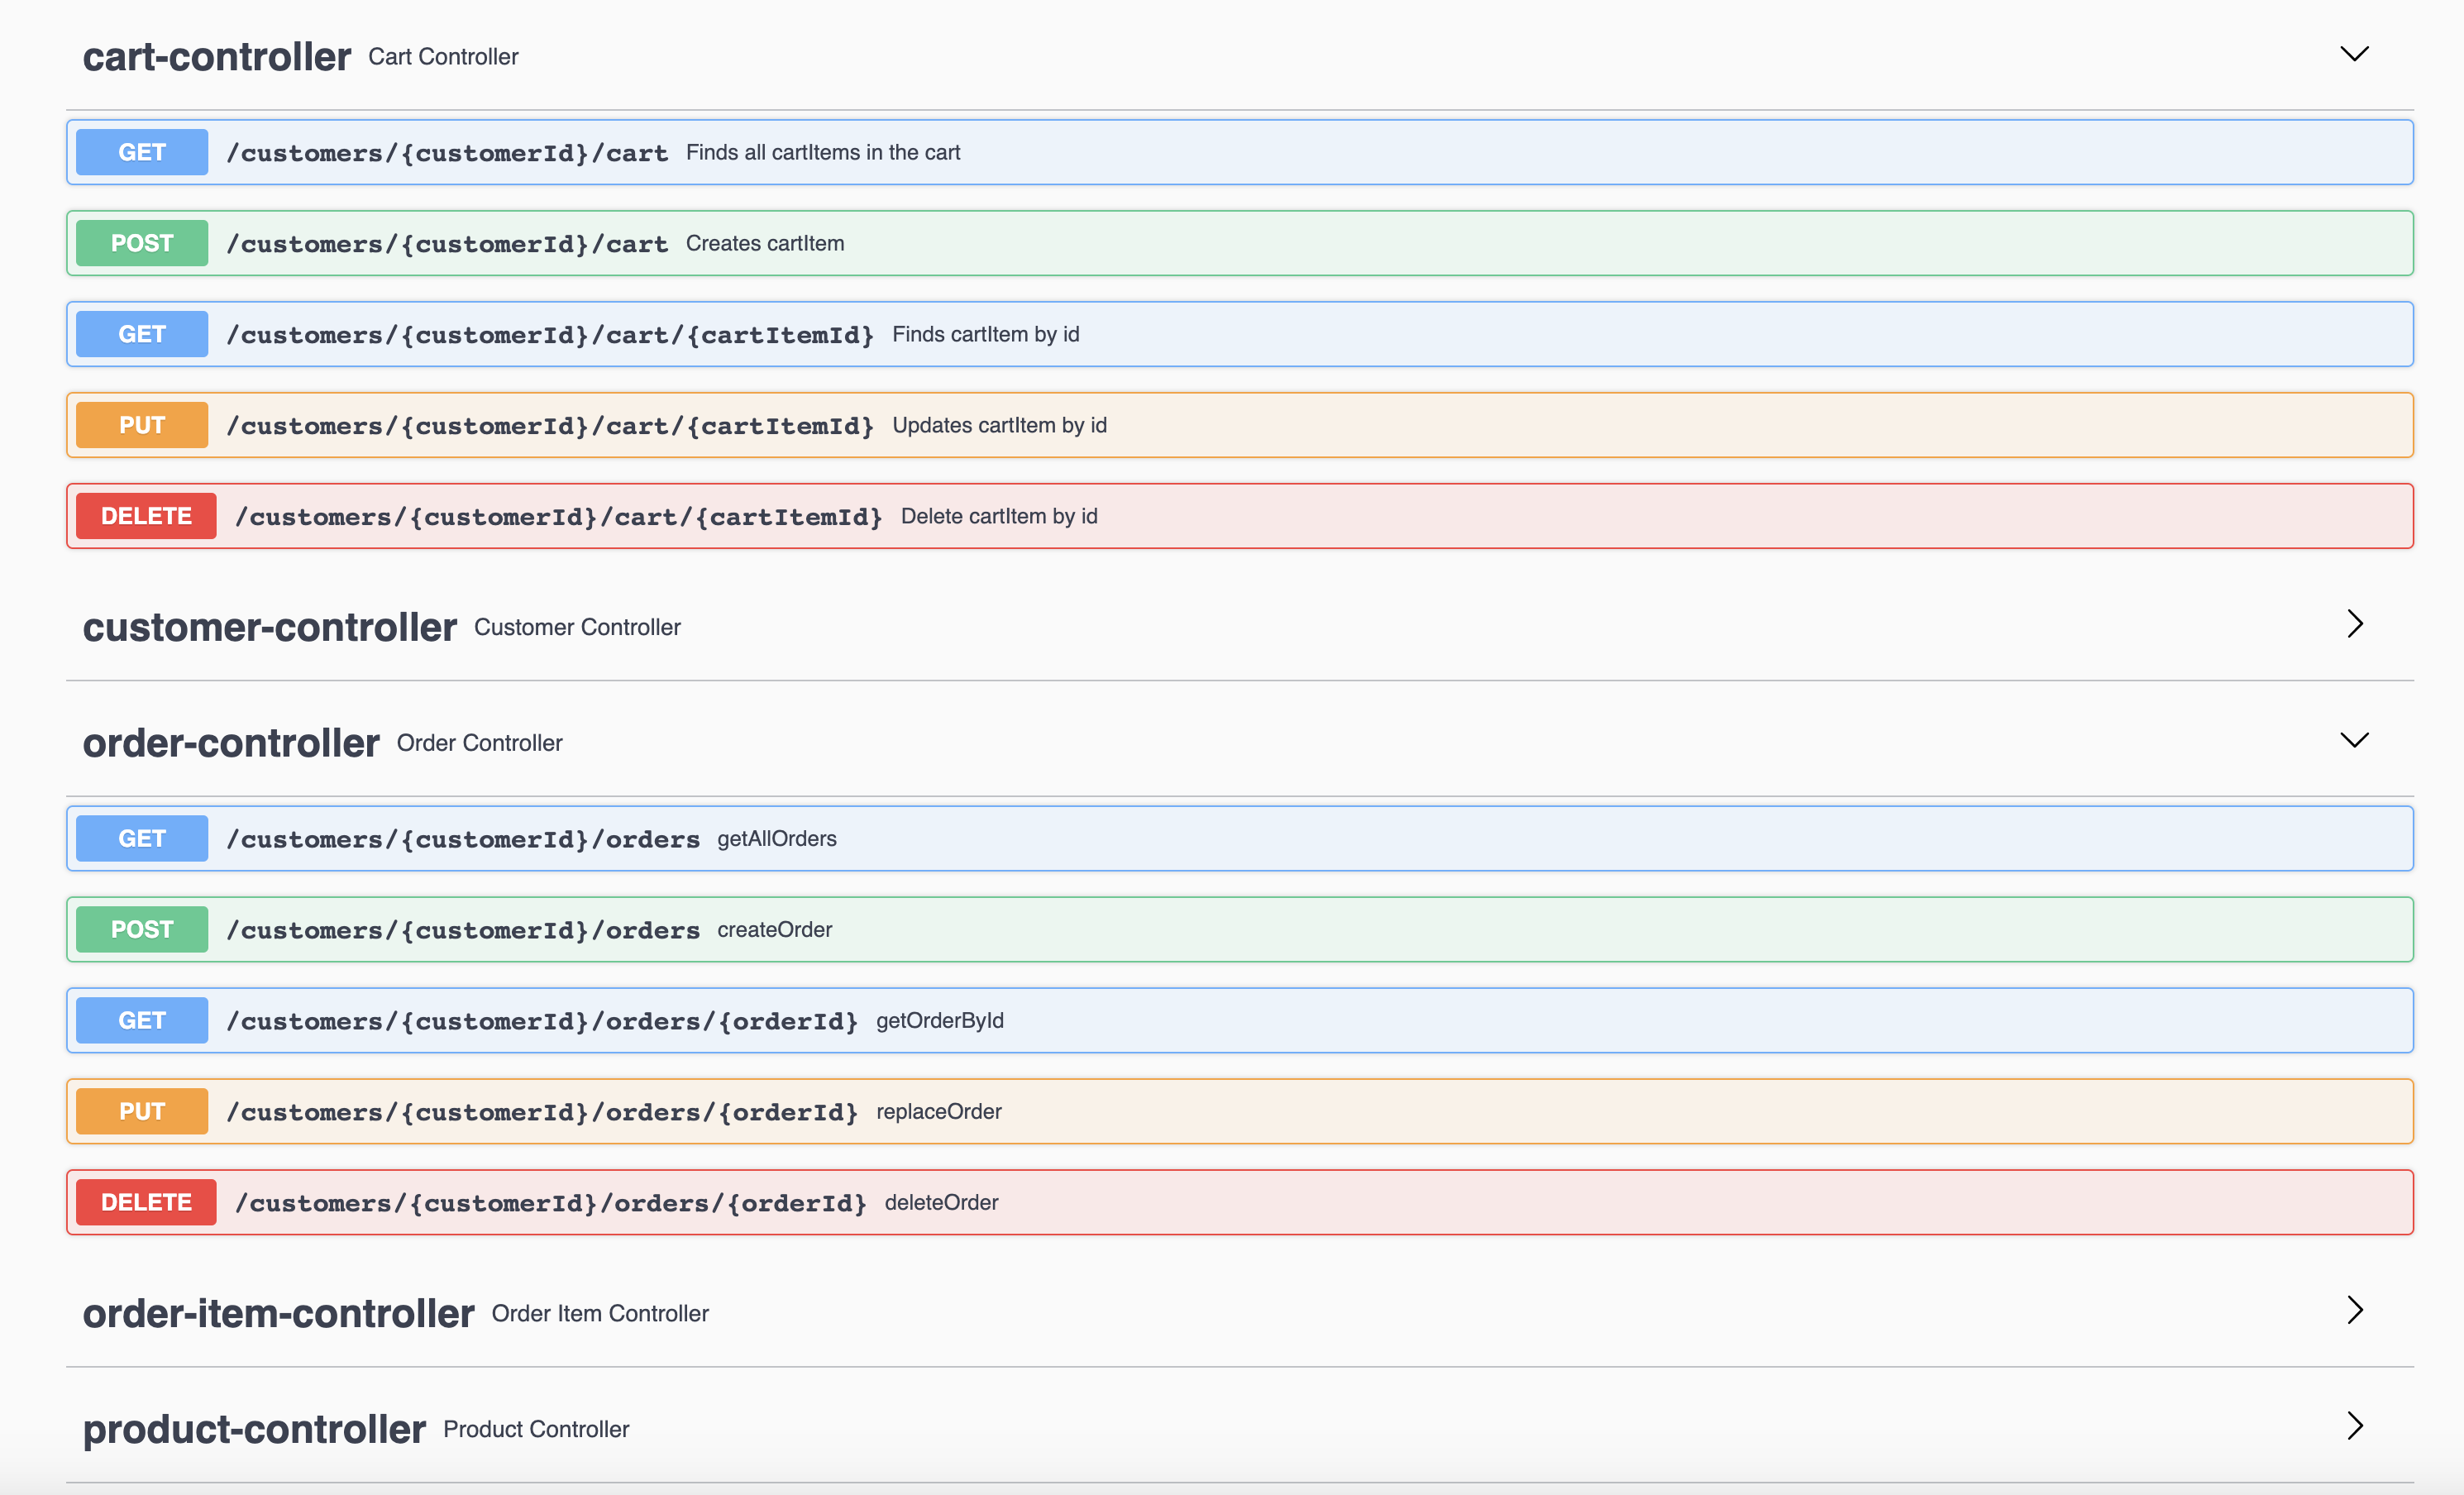 cart-controller Cart Controller
GET /customers/{customerId}/cart Finds all cartItems in the cart
POST /customers/{customerId}/cart Creates cartItem
GET /customers/{customerId}/cart/{cartItemId} Finds cartItem by id
PUT /customers/{customerId}/cart/{cartItemId} Updates cartItem by id
DELETE /customers/{customerId}/cart/{cartItemId} Delete cartItem by id
customer-controller Customer Controller
order-controller Order Controller
GET /customers/{customerId}/orders getAllOrders
POST /customers/{customerId}/orders createOrder
GET /customers/{customerId}/orders/{orderId} getOrderById
PUT /customers/{customerId}/orders/{orderId} replaceOrder
DELETE /customers/{customerId}/orders/{orderId} deleteOrder
order-item-controller Order Item Controller
product-controller Product Controller